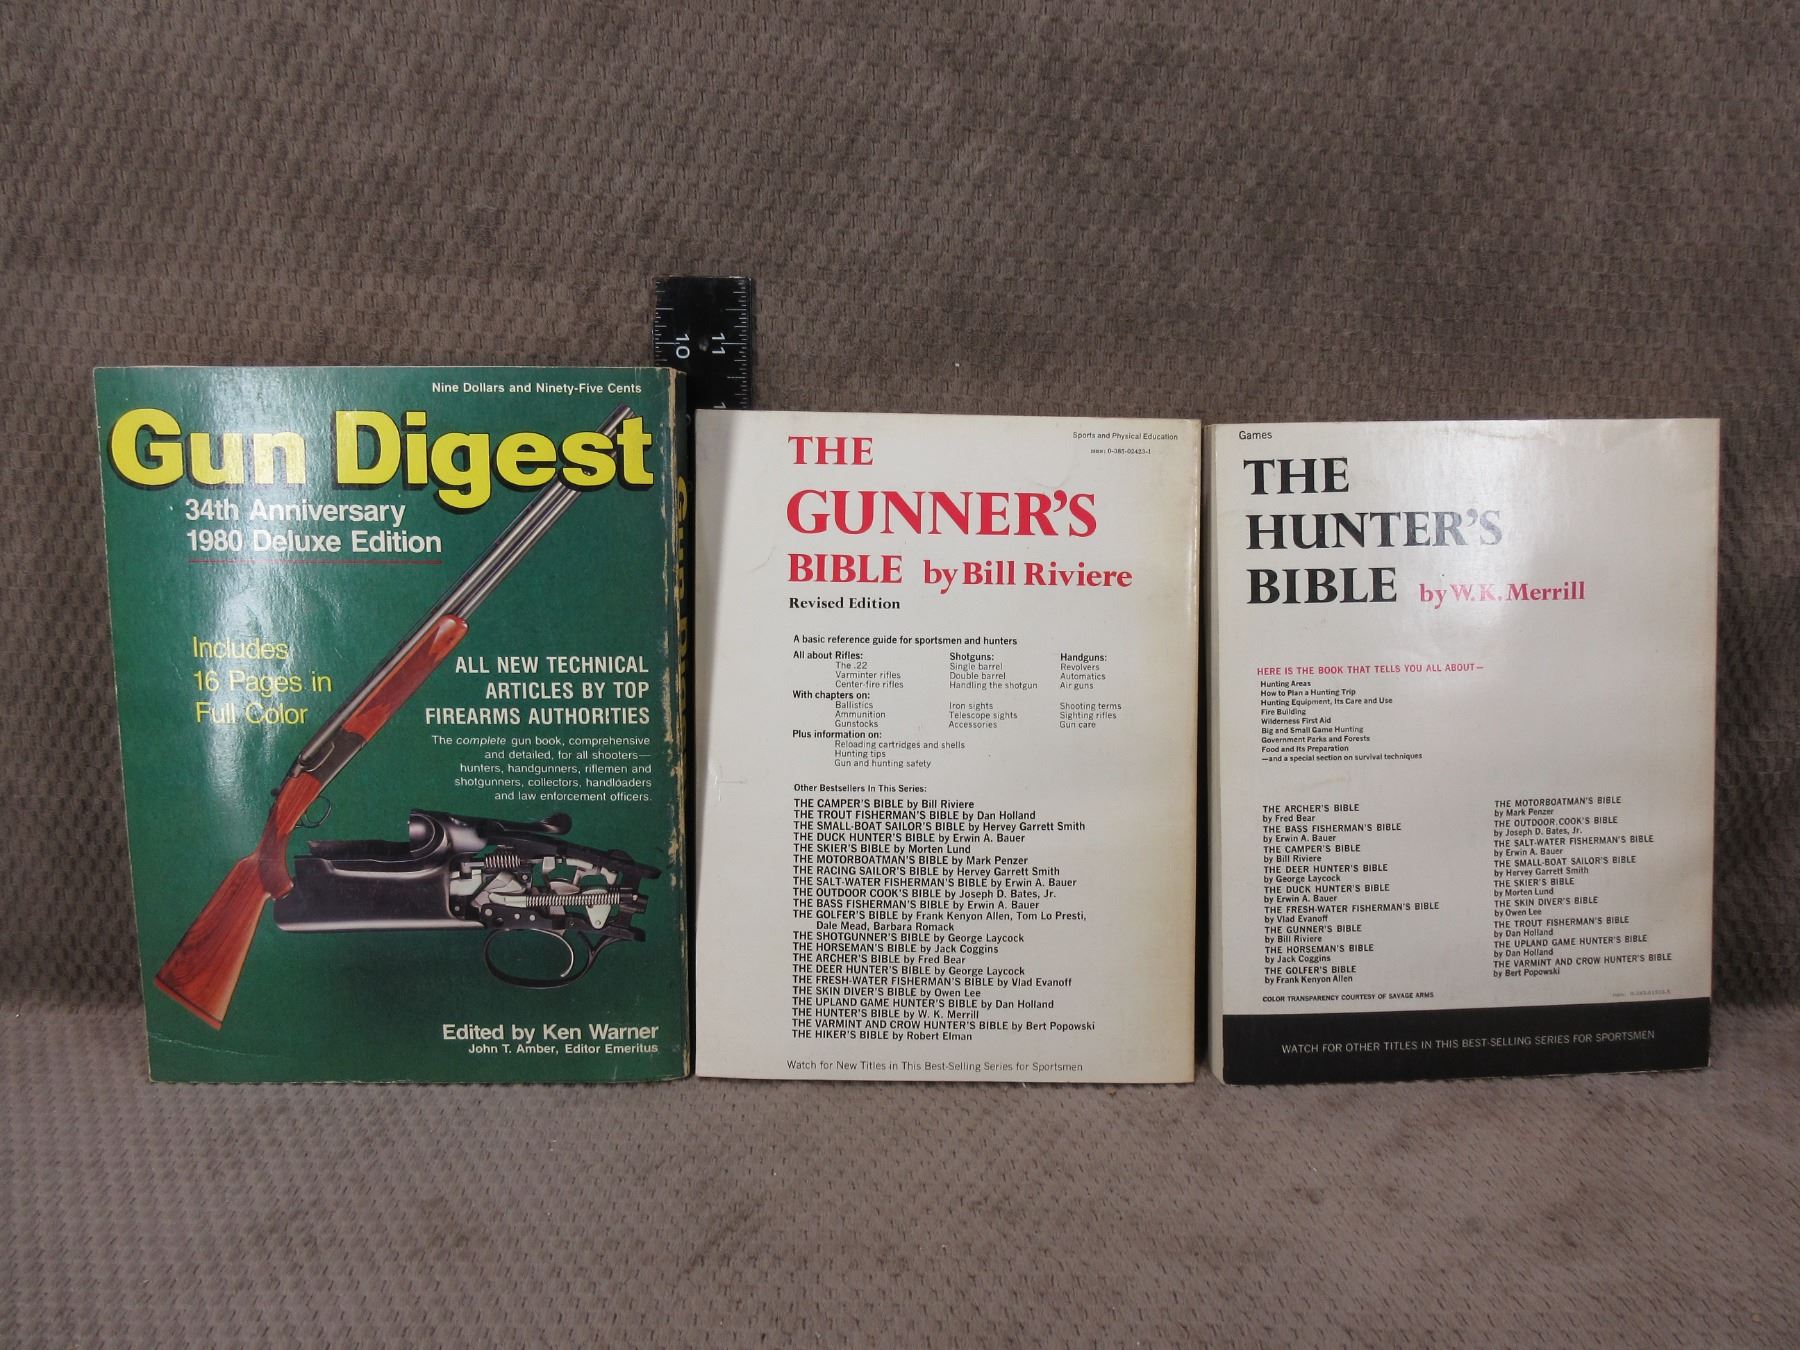 Nine Dollars and Ninety-Five Cents
Gun Digest
34th Anniversary
1980 Deluxe Edition
Includes
16 Pages in
Full Color
ALL NEW TECHNICAL
ARTICLES BY TOP
FIREARMS AUTHORITIES
The complete gun book, comprehensive
and detailed, for all shooters—
hunters, handgunners, riflemen and
shotgunners, collectors, handloaders
and law enforcement officers.
Edited by Ken Warner
John T. Amber, Editor Emeritus
10
11
Sports and Physical Education
ISBN: 0-385-02423-1
THE
GUNNER'S
BIBLE by Bill Riviere
Revised Edition
A basic reference guide for sportsmen and hunters
All about Rifles: Shotguns: Handguns:
The .22 Single barrel Revolvers
Varminter rifles Double barrel Automatics
Center-fire rifles Handling the shotgun Air guns
With chapters on:
Ballistics Iron sights Shooting terms
Ammunition Telescope sights Sighting rifles
Gunstocks Accessories Gun care
Plus information on:
Reloading cartridges and shells
Hunting tips
Gun and hunting safety
Other Bestsellers In This Series:
THE CAMPER'S BIBLE by Bill Riviere
THE TROUT FISHERMAN'S BIBLE by Dan Holland
THE SMALL-BOAT SAILOR'S BIBLE by Hervey Garrett Smith
THE DUCK HUNTER'S BIBLE by Erwin A. Bauer
THE SKIER'S BIBLE by Morten Lund
THE MOTORBOATMAN'S BIBLE by Mark Penzer
THE RACING SAILOR'S BIBLE by Hervey Garrett Smith
THE SALT-WATER FISHERMAN'S BIBLE by Erwin A. Bauer
THE OUTDOOR COOK'S BIBLE by Joseph D. Bates, Jr.
THE BASS FISHERMAN'S BIBLE by Erwin A. Bauer
THE GOLFER'S BIBLE by Frank Kenyon Allen, Tom Lo Presti,
Dale Mead, Barbara Romack
THE SHOTGUNNER'S BIBLE by George Laycock
THE HORSEMAN'S BIBLE by Jack Coggins
THE ARCHER'S BIBLE by Fred Bear
THE DEER HUNTER'S BIBLE by George Laycock
THE FRESH-WATER FISHERMAN'S BIBLE by Vlad Evanoff
THE SKIN DIVER'S BIBLE by Owen Lee
THE UPLAND GAME HUNTER'S BIBLE by Dan Holland
THE HUNTER'S BIBLE by W. K. Merrill
THE VARMINT AND CROW HUNTER'S BIBLE by Bert Popowski
THE HIKER'S BIBLE by Robert Elman
Watch for New Titles in This Best-Selling Series for Sportsmen
Games
THE
HUNTER'S
BIBLE by W. K. Merrill
HERE IS THE BOOK THAT TELLS YOU ALL ABOUT—
Hunting Areas
How to Plan a Hunting Trip
Hunting Equipment, Its Care and Use
Fire Building
Wilderness First Aid
Big and Small Game Hunting
Government Parks and Forests
Food and Its Preparation
—and a special section on survival techniques
THE ARCHER'S BIBLE
by Fred Bear
THE BASS FISHERMAN'S BIBLE
by Erwin A. Bauer
THE CAMPER'S BIBLE
by Bill Riviere
THE DEER HUNTER'S BIBLE
by George Laycock
THE DUCK HUNTER'S BIBLE
by Erwin A. Bauer
THE FRESH-WATER FISHERMAN'S BIBLE
by Vlad Evanoff
THE GUNNER'S BIBLE
by Bill Riviere
THE HORSEMAN'S BIBLE
by Jack Coggins
THE GOLFER'S BIBLE
by Frank Kenyon Allen
THE MOTORBOATMAN'S BIBLE
by Mark Penzer
THE OUTDOOR COOK'S BIBLE
by Joseph D. Bates, Jr.
THE SALT-WATER FISHERMAN'S BIBLE
by Erwin A. Bauer
THE SMALL-BOAT SAILOR'S BIBLE
by Hervey Garrett Smith
THE SKIER'S BIBLE
by Morten Lund
THE SKIN DIVER'S BIBLE
by Owen Lee
THE TROUT FISHERMAN'S BIBLE
by Dan Holland
THE UPLAND GAME HUNTER'S BIBLE
by Dan Holland
THE VARMINT AND CROW HUNTER'S BIBLE
by Bert Popowski
COLOR TRANSPARENCY COURTESY OF SAVAGE ARMS
WATCH FOR OTHER TITLES IN THIS BEST-SELLING SERIES FOR SPORTSMEN